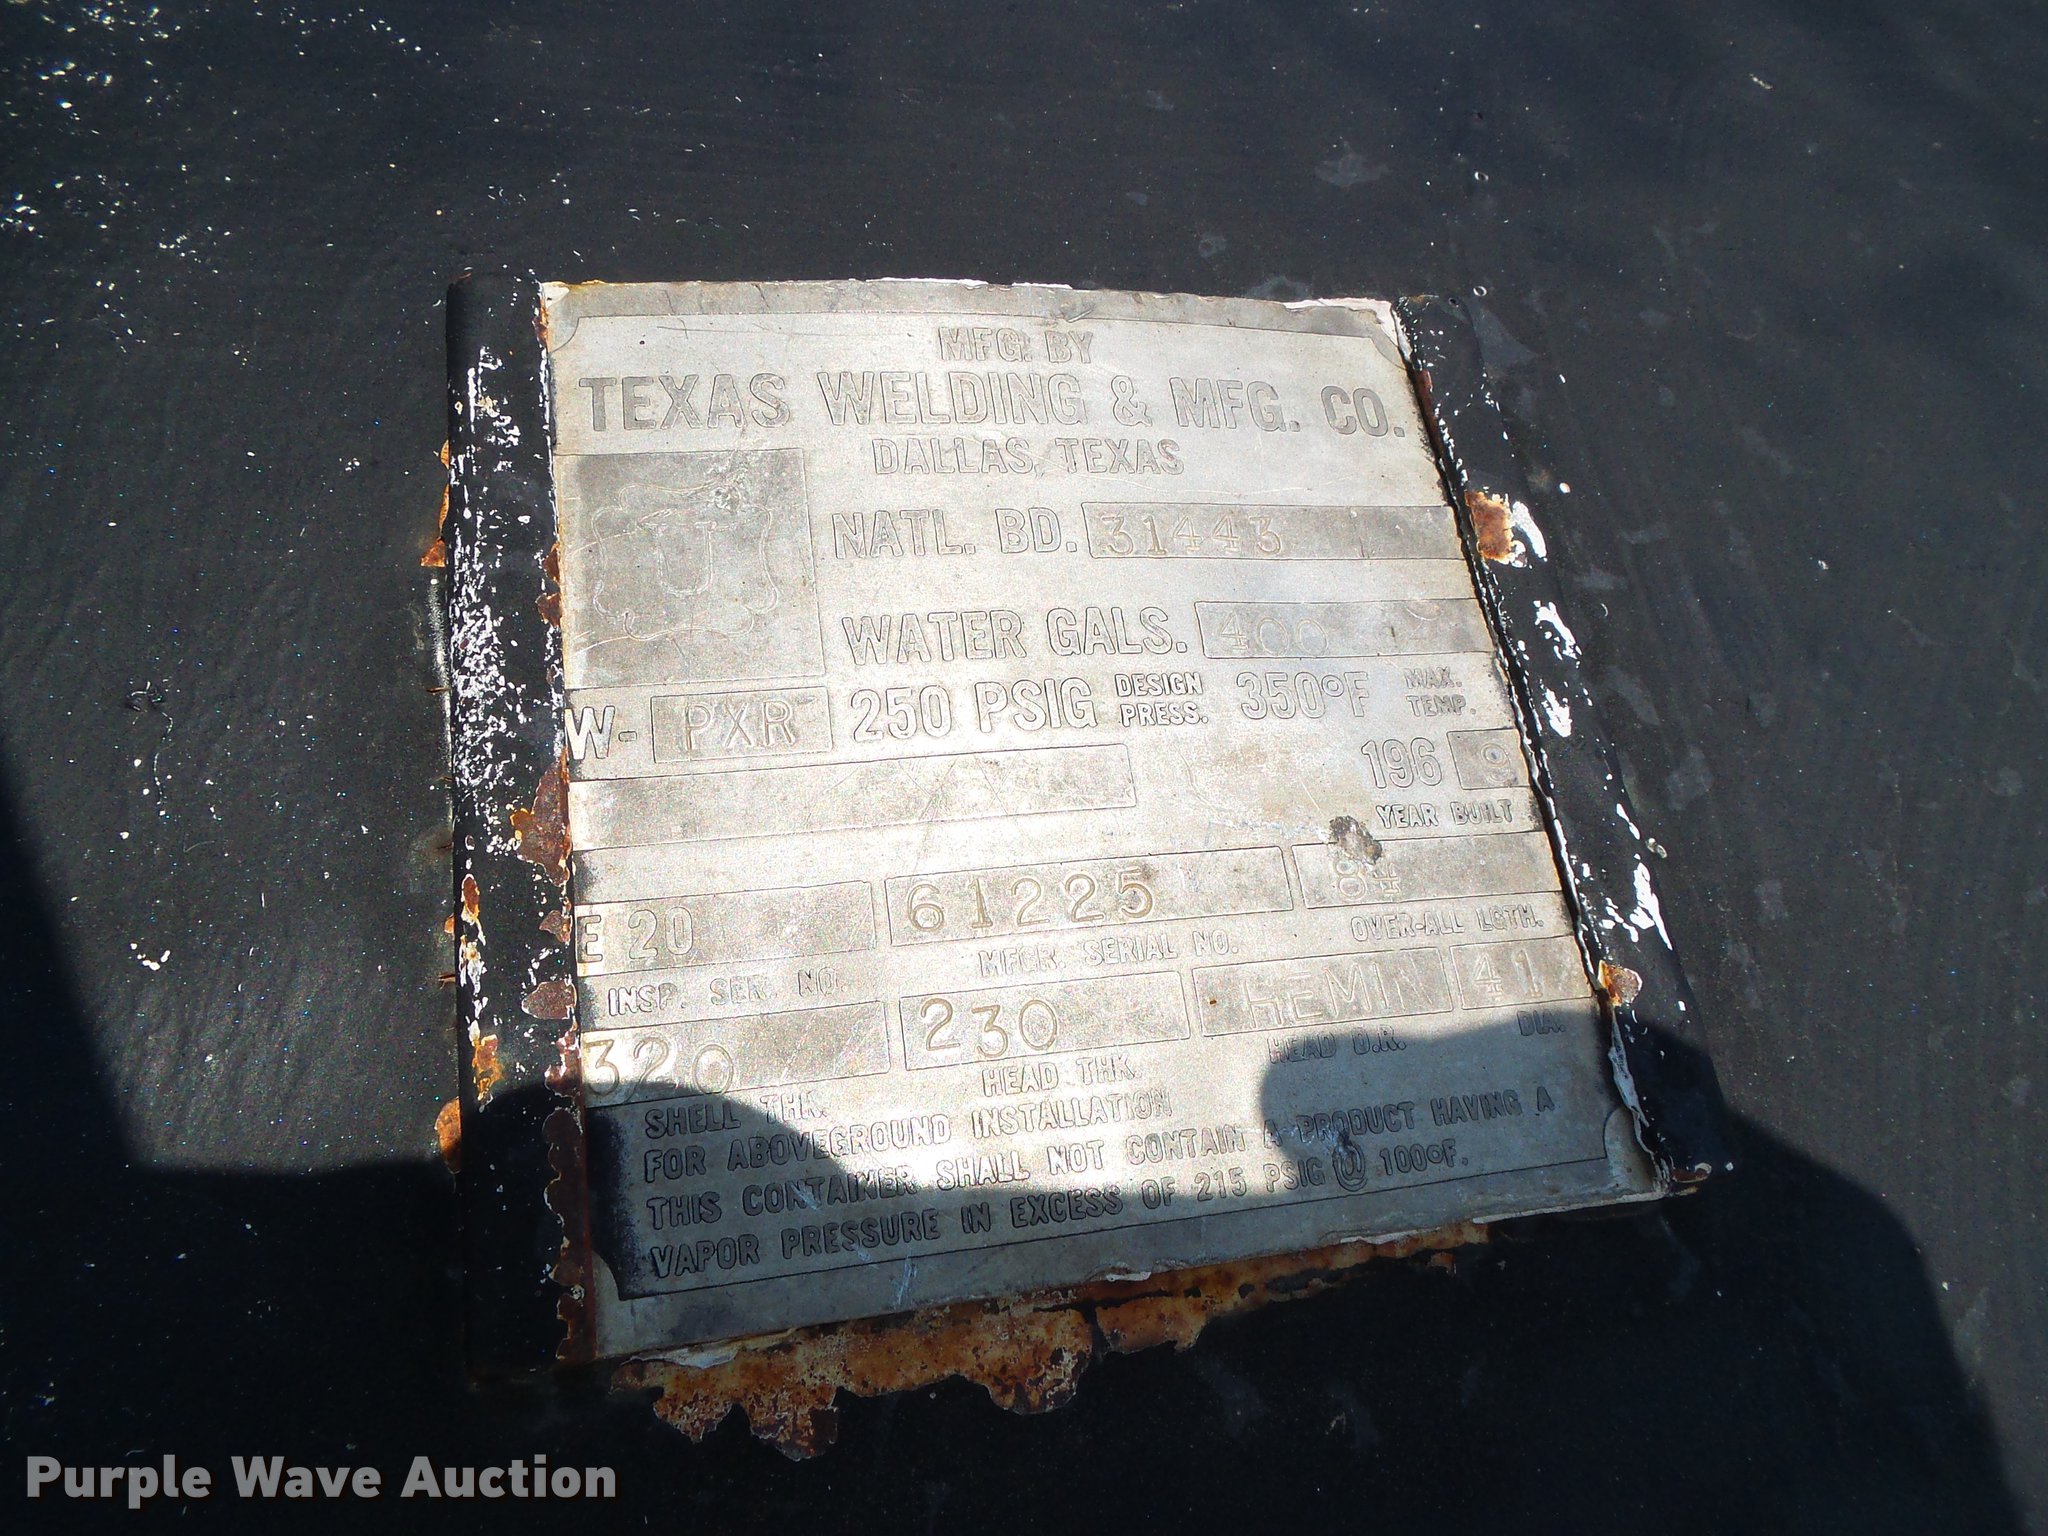 MFG. BY
TEXAS WELDING & MFG. CO.
DALLAS, TEXAS
U
NATL. BD. 31443
WATER GALS. 400
W- PXR 250 PSIG DESIGN PRESS. 350°F MAX. TEMP.
196 9
YEAR BUILT
E 20 61225
INSP. SER. NO. MFGR. SERIAL NO. OVER-ALL LGTH.
320 230 HEMI 41
SHELL THK. HEAD THK. HEAD D.R. DIA.
FOR ABOVEGROUND INSTALLATION
THIS CONTAINER SHALL NOT CONTAIN A PRODUCT HAVING A
VAPOR PRESSURE IN EXCESS OF 215 PSIG @ 100°F.
Purple Wave Auction